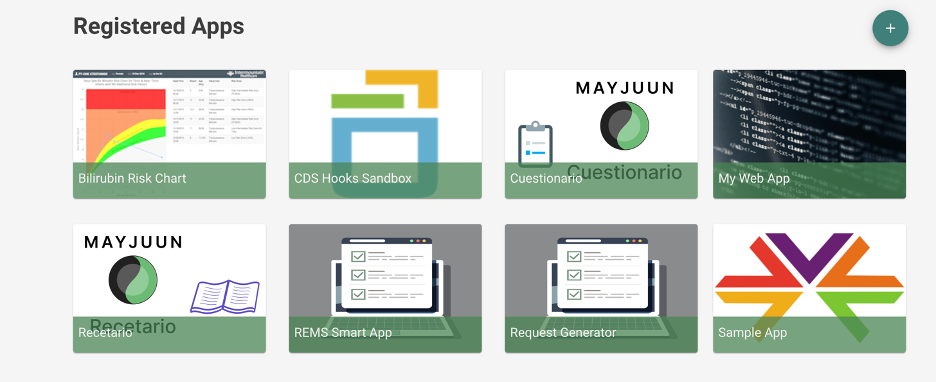 Registered Apps
+
Bilirubin Risk Chart
CDS Hooks Sandbox
MAYJUUN
Cuestionario
Cuestionario
My Web App
MAYJUUN
Recetario
Recetario
REMS Smart App
Request Generator
Sample App